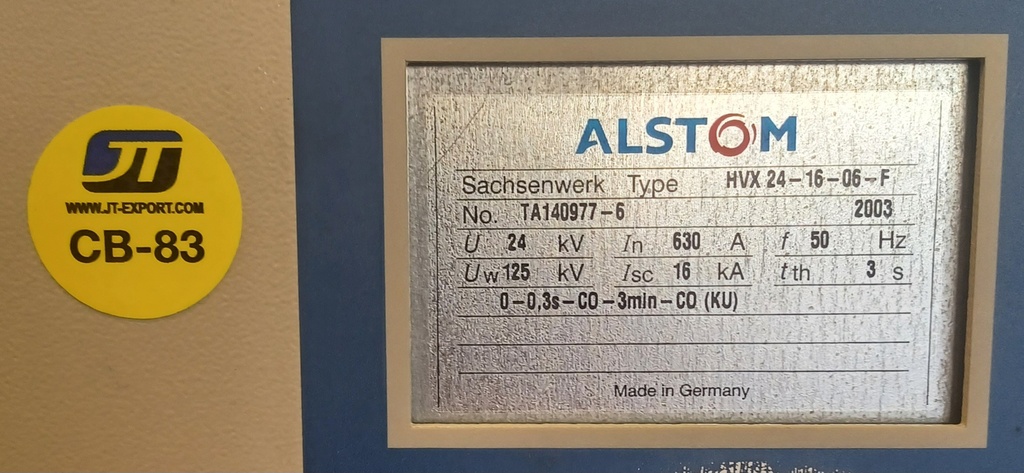 JT
WWW.JT-EXPORT.COM
CB-83
ALSTOM
Sachsenwerk Type HVX 24-16-06-F
No. TA140977-6 2003
U 24 kV In 630 A f 50 Hz
Uw 125 kV Isc 16 kA tth 3 s
0-0,3s-CO-3min-CO (KU)
Made in Germany